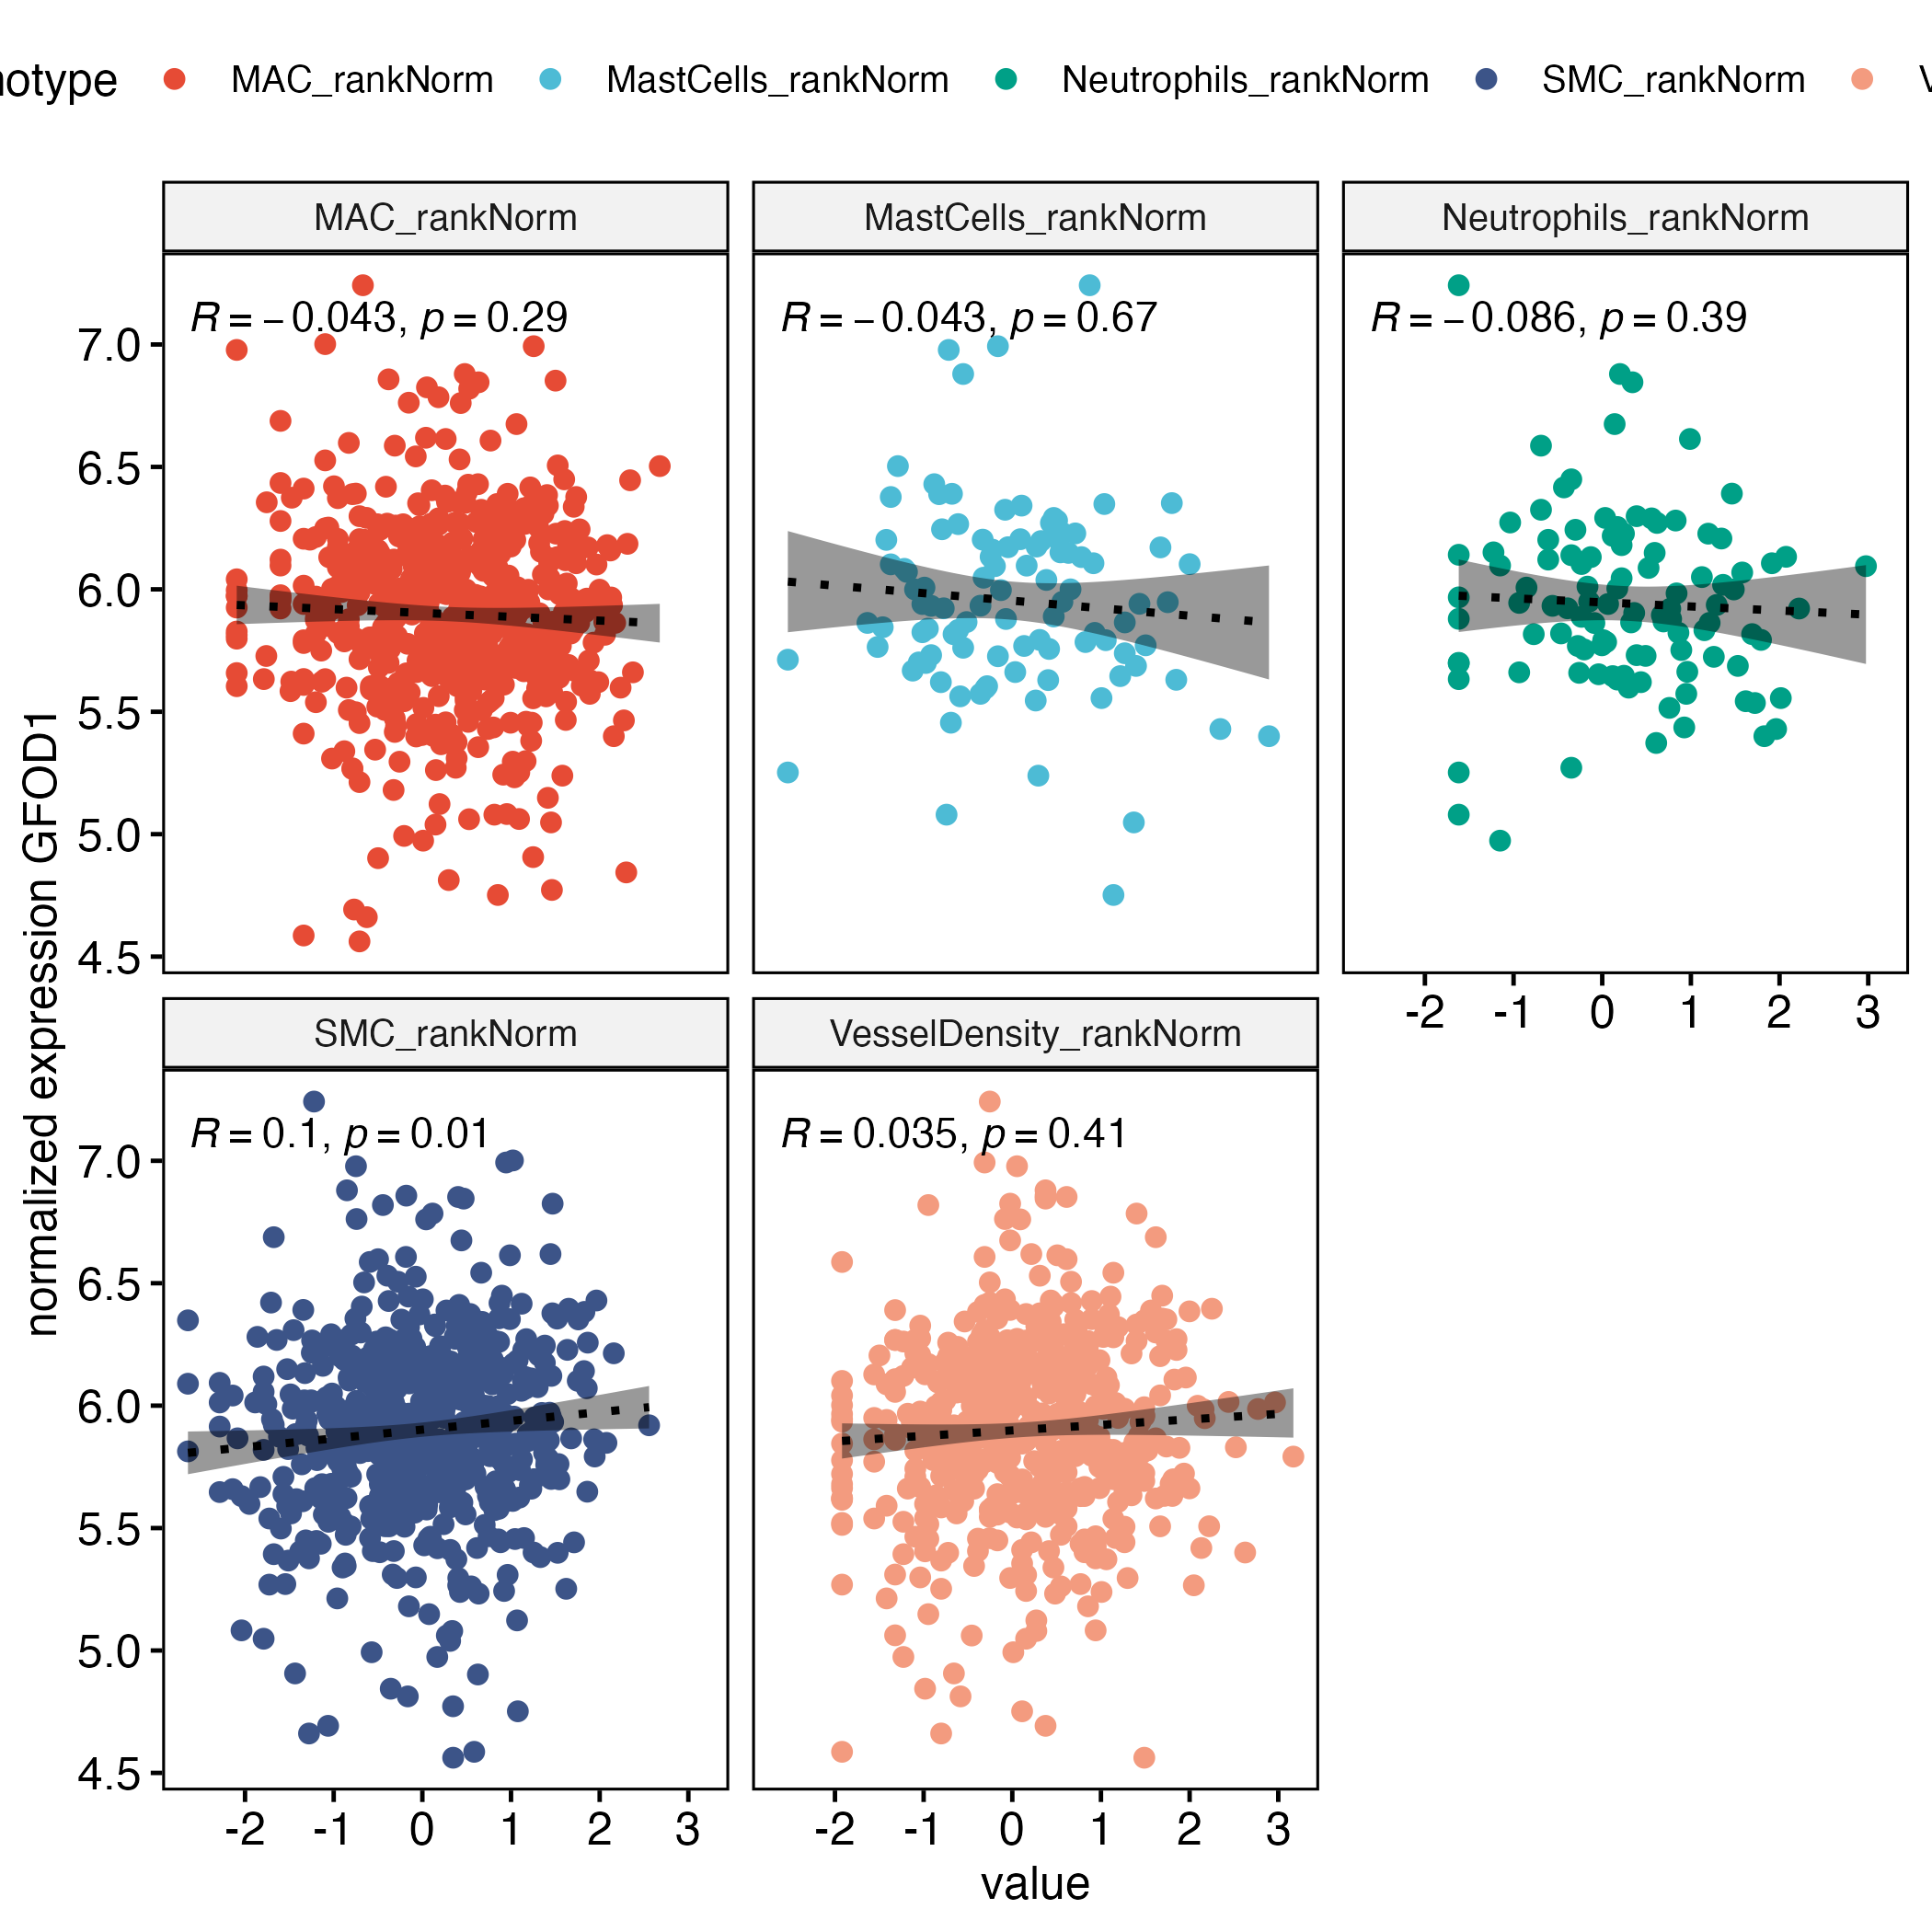 notype MAC_rankNorm MastCells_rankNorm Neutrophils_rankNorm SMC_rankNorm V
MAC_rankNorm MastCells_rankNorm Neutrophils_rankNorm
R = −0.043, p = 0.29 R = −0.043, p = 0.67 R = −0.086, p = 0.39
7.0
6.5
6.0
5.5
5.0
4.5
-2 -1 0 1 2 3
SMC_rankNorm VesselDensity_rankNorm
R = 0.1, p = 0.01 R = 0.035, p = 0.41
7.0
6.5
6.0
5.5
5.0
4.5
-2 -1 0 1 2 3 -2 -1 0 1 2 3
value
normalized expression GFOD1